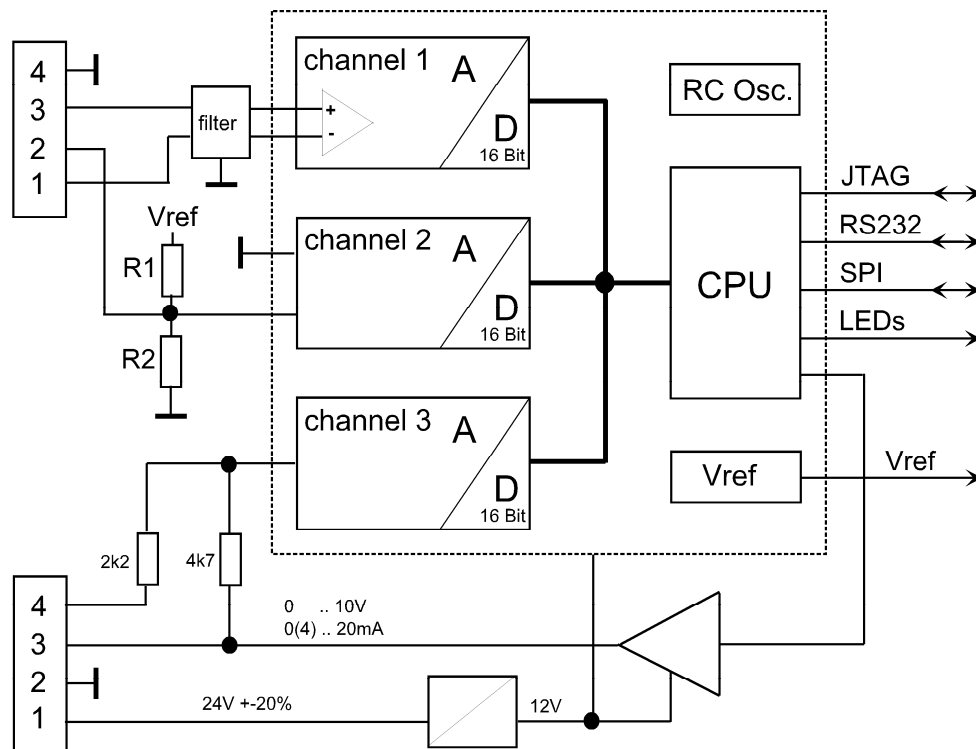 4
3
2
1
filter
channel 1
+
-
A
D
16 Bit
RC Osc.
Vref
R1
R2
channel 2
A
D
16 Bit
CPU
JTAG
RS232
SPI
LEDs
channel 3
A
D
16 Bit
Vref
Vref
2k2
4k7
4
3
2
1
0 .. 10V
0(4) .. 20mA
24V +-20%
12V